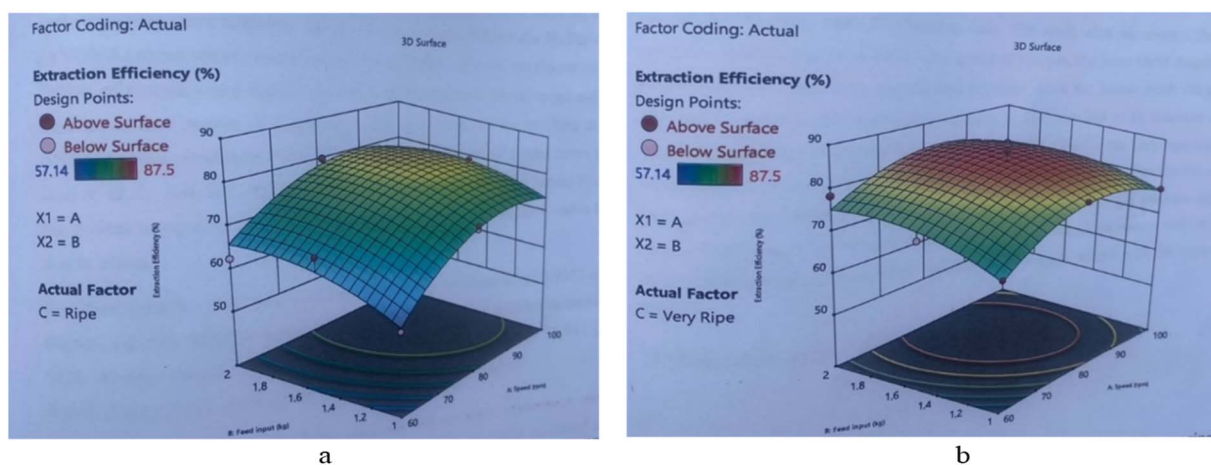 Factor Coding: Actual
3D Surface
Extraction Efficiency (%)
Design Points:
Above Surface
Below Surface
57.14 87.5
X1 = A
X2 = B
Actual Factor
C = Ripe
Extraction Efficiency (%)
90
80
70
60
50
2
1.8
1.6
1.4
1.2
1
60
70
80
90
100
B: Feed input (kg)
A: Speed (rpm)
a
Factor Coding: Actual
3D Surface
Extraction Efficiency (%)
Design Points:
Above Surface
Below Surface
57.14 87.5
X1 = A
X2 = B
Actual Factor
C = Very Ripe
Extraction Efficiency (%)
90
80
70
60
50
2
1.8
1.6
1.4
1.2
1
60
70
80
90
100
B: Feed input (kg)
A: Speed (rpm)
b